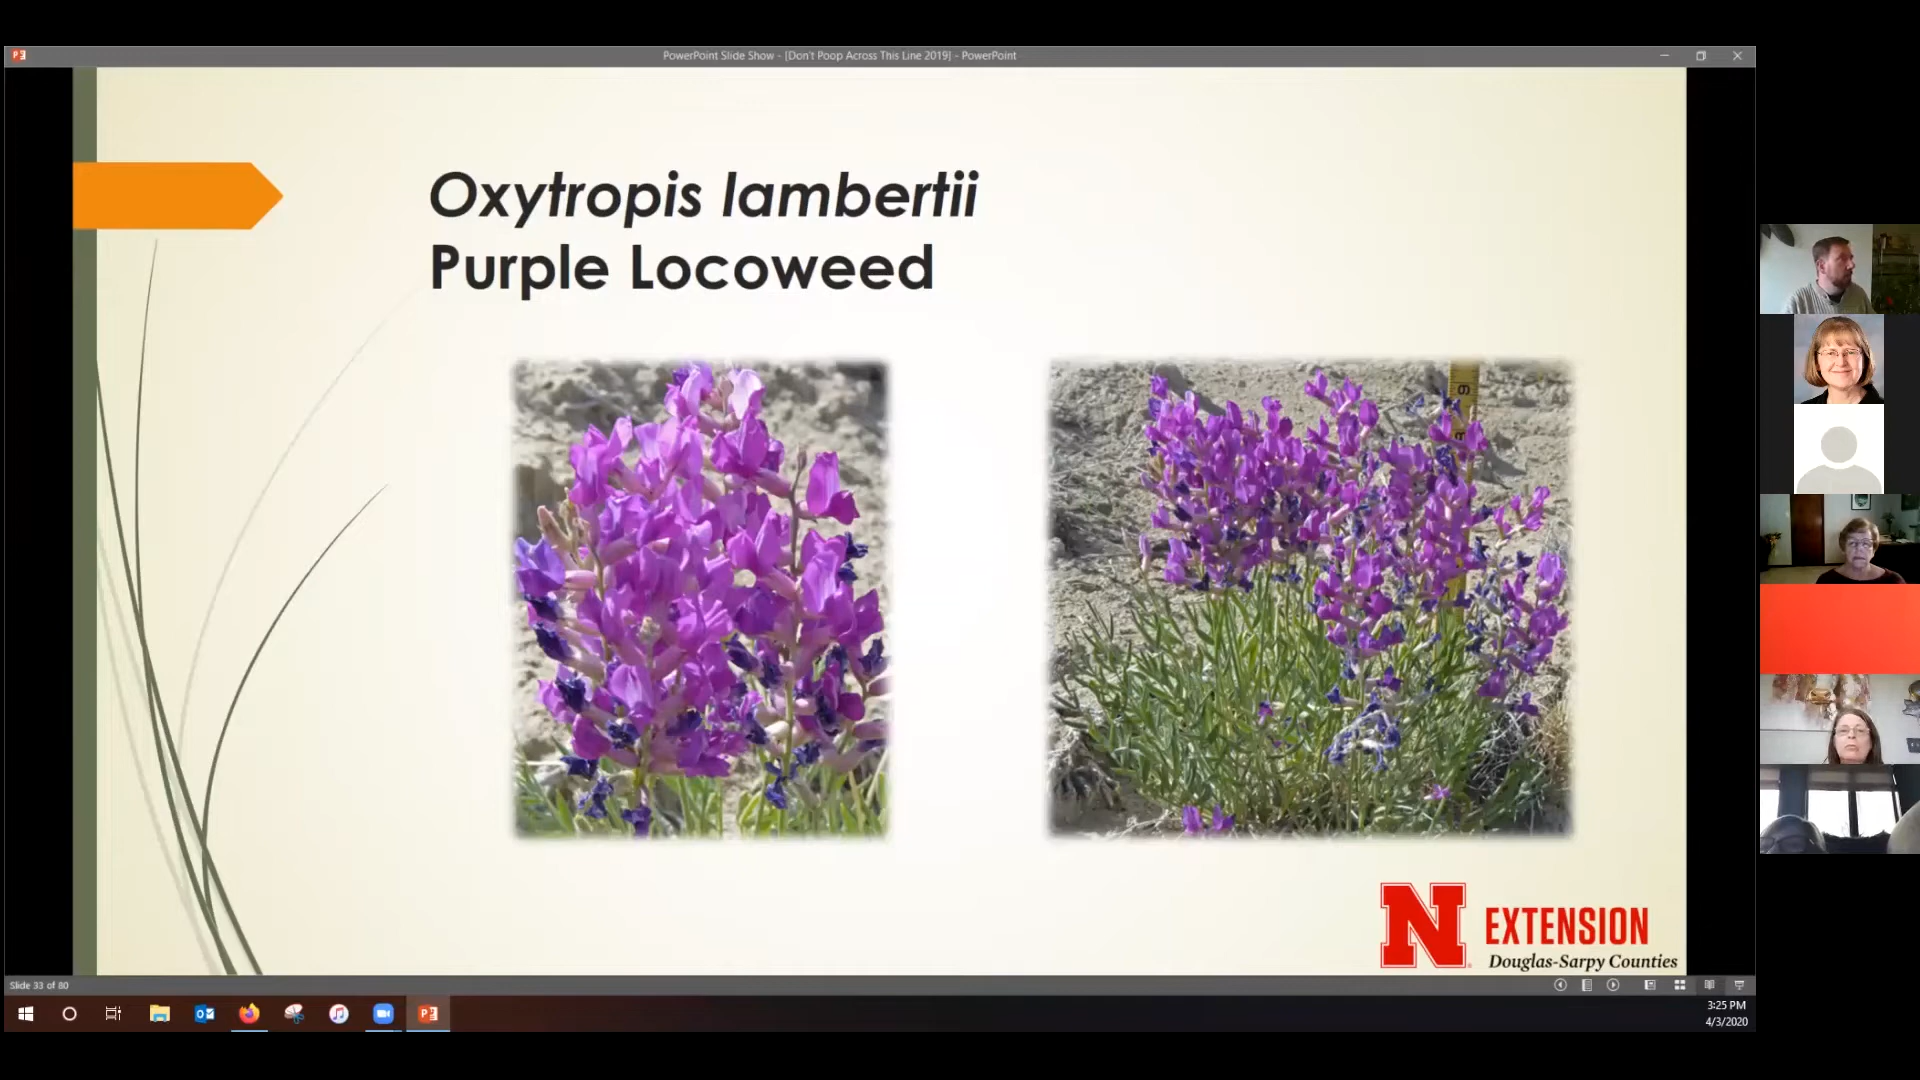 PowerPoint Slide Show - [Don't Poop Across This Line 2019] - PowerPoint
Oxytropis lambertii
Purple Locoweed
N EXTENSION
Douglas-Sarpy Counties
Slide 33 of 80
3:25 PM
4/3/2020